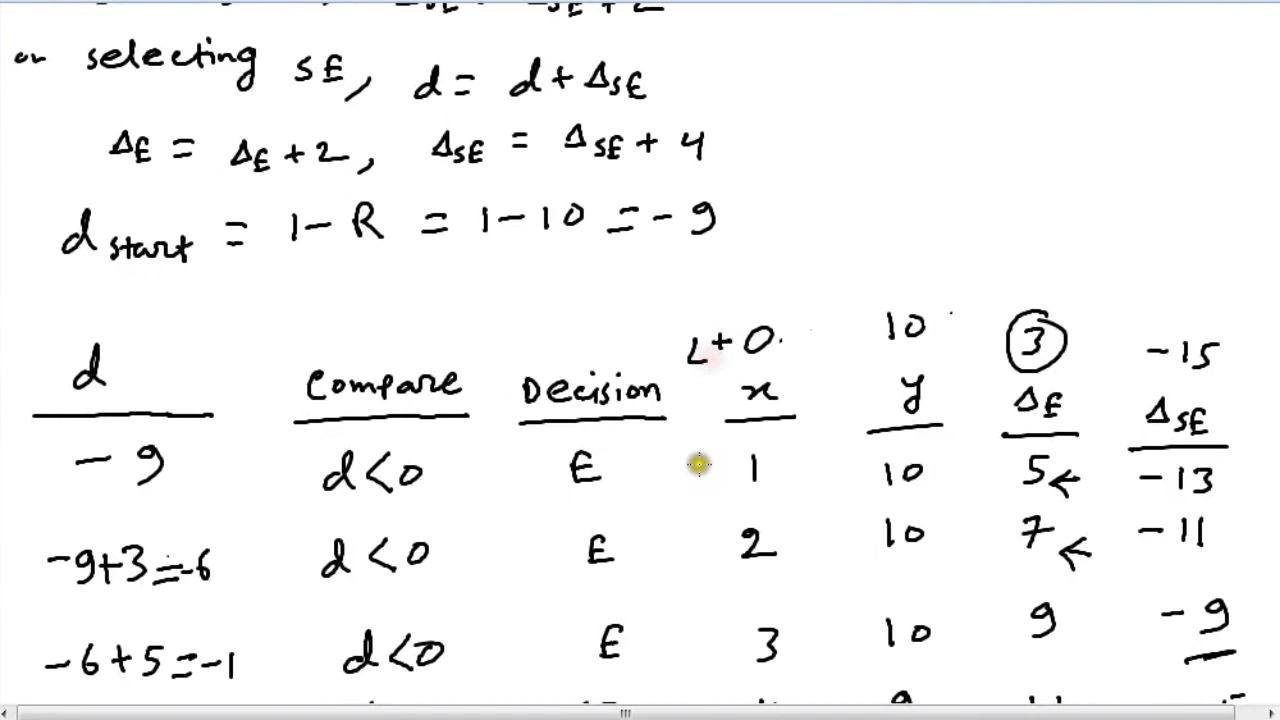 on selecting SE, d = d + ΔSE
ΔE = ΔE + 2, ΔSE = ΔSE + 4
d start = 1 - R = 1 - 10 = - 9
0 10 3 -15
d Compare Decision x y ΔE ΔSE
- 9 d < 0 E 1 10 5 ← -13
-9+3=-6 d < 0 E 2 10 7 ← -11
-6+5=-1 d < 0 E 3 10 9 -9